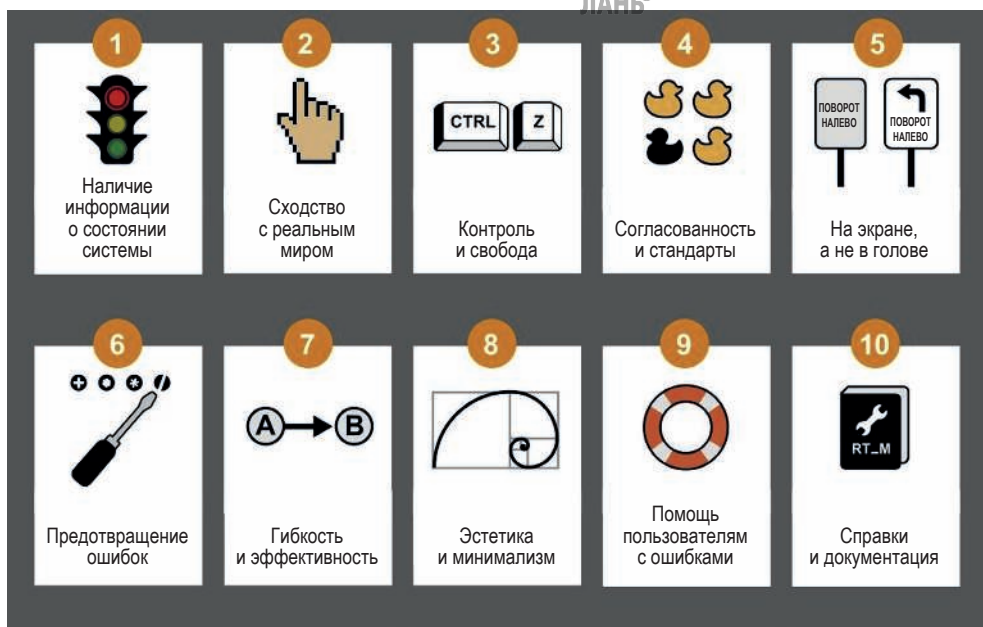 ЛАНЬ
1
2
3
4
5
CTRL
Z
ПОВОРОТ
НАЛЕВО
ПОВОРОТ
НАЛЕВО
Наличие
информации
о состоянии
системы
Сходство
с реальным
миром
Контроль
и свобода
Согласованность
и стандарты
На экране,
а не в голове
6
7
8
9
10
A
B
RT_M
Предотвращение
ошибок
Гибкость
и эффективность
Эстетика
и минимализм
Помощь
пользователям
с ошибками
Справки
и документация